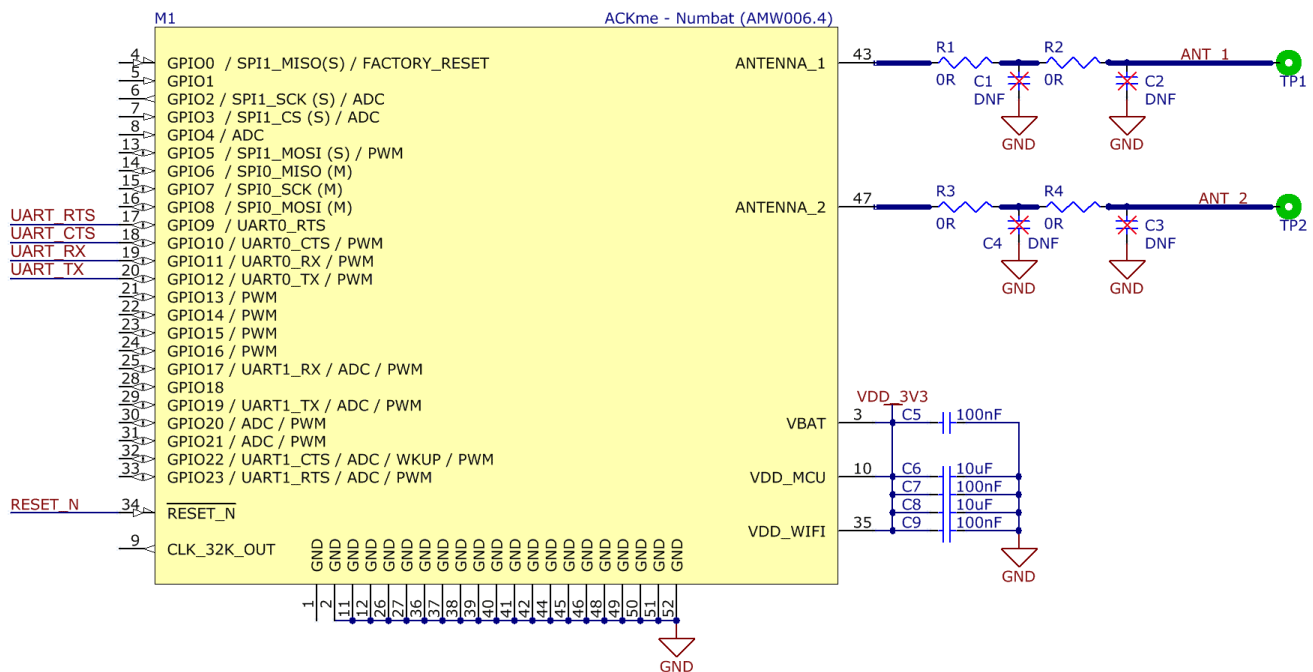 M1 ACKme - Numbat (AMW006.4)
4 GPIO0 / SPI1_MISO(S) / FACTORY_RESET
5 GPIO1
6 GPIO2 / SPI1_SCK (S) / ADC
7 GPIO3 / SPI1_CS (S) / ADC
8 GPIO4 / ADC
13 GPIO5 / SPI1_MOSI (S) / PWM
14 GPIO6 / SPI0_MISO (M)
15 GPIO7 / SPI0_SCK (M)
16 GPIO8 / SPI0_MOSI (M)
UART_RTS 17 GPIO9 / UART0_RTS
UART_CTS 18 GPIO10 / UART0_CTS / PWM
UART_RX 19 GPIO11 / UART0_RX / PWM
UART_TX 20 GPIO12 / UART0_TX / PWM
21 GPIO13 / PWM
22 GPIO14 / PWM
23 GPIO15 / PWM
24 GPIO16 / PWM
25 GPIO17 / UART1_RX / ADC / PWM
28 GPIO18
29 GPIO19 / UART1_TX / ADC / PWM
30 GPIO20 / ADC / PWM
31 GPIO21 / ADC / PWM
32 GPIO22 / UART1_CTS / ADC / WKUP / PWM
33 GPIO23 / UART1_RTS / ADC / PWM
RESET_N 34 RESET_N
9 CLK_32K_OUT
GND GND GND GND GND GND GND GND GND GND GND GND GND GND GND GND GND GND GND GND GND
1 2 11 12 26 27 36 37 38 39 40 41 42 44 45 46 48 49 50 51 52
GND
ANTENNA_1 43 R1 R2 ANT_1
0R C1 0R C2 TP1
DNF DNF
GND GND
ANTENNA_2 47 R3 R4 ANT_2
0R 0R C3 TP2
C4 DNF DNF
GND GND
VDD_3V3
VBAT 3 C5 100nF
VDD_MCU 10 C6 10uF
C7 100nF
C8 10uF
VDD_WIFI 35 C9 100nF
GND